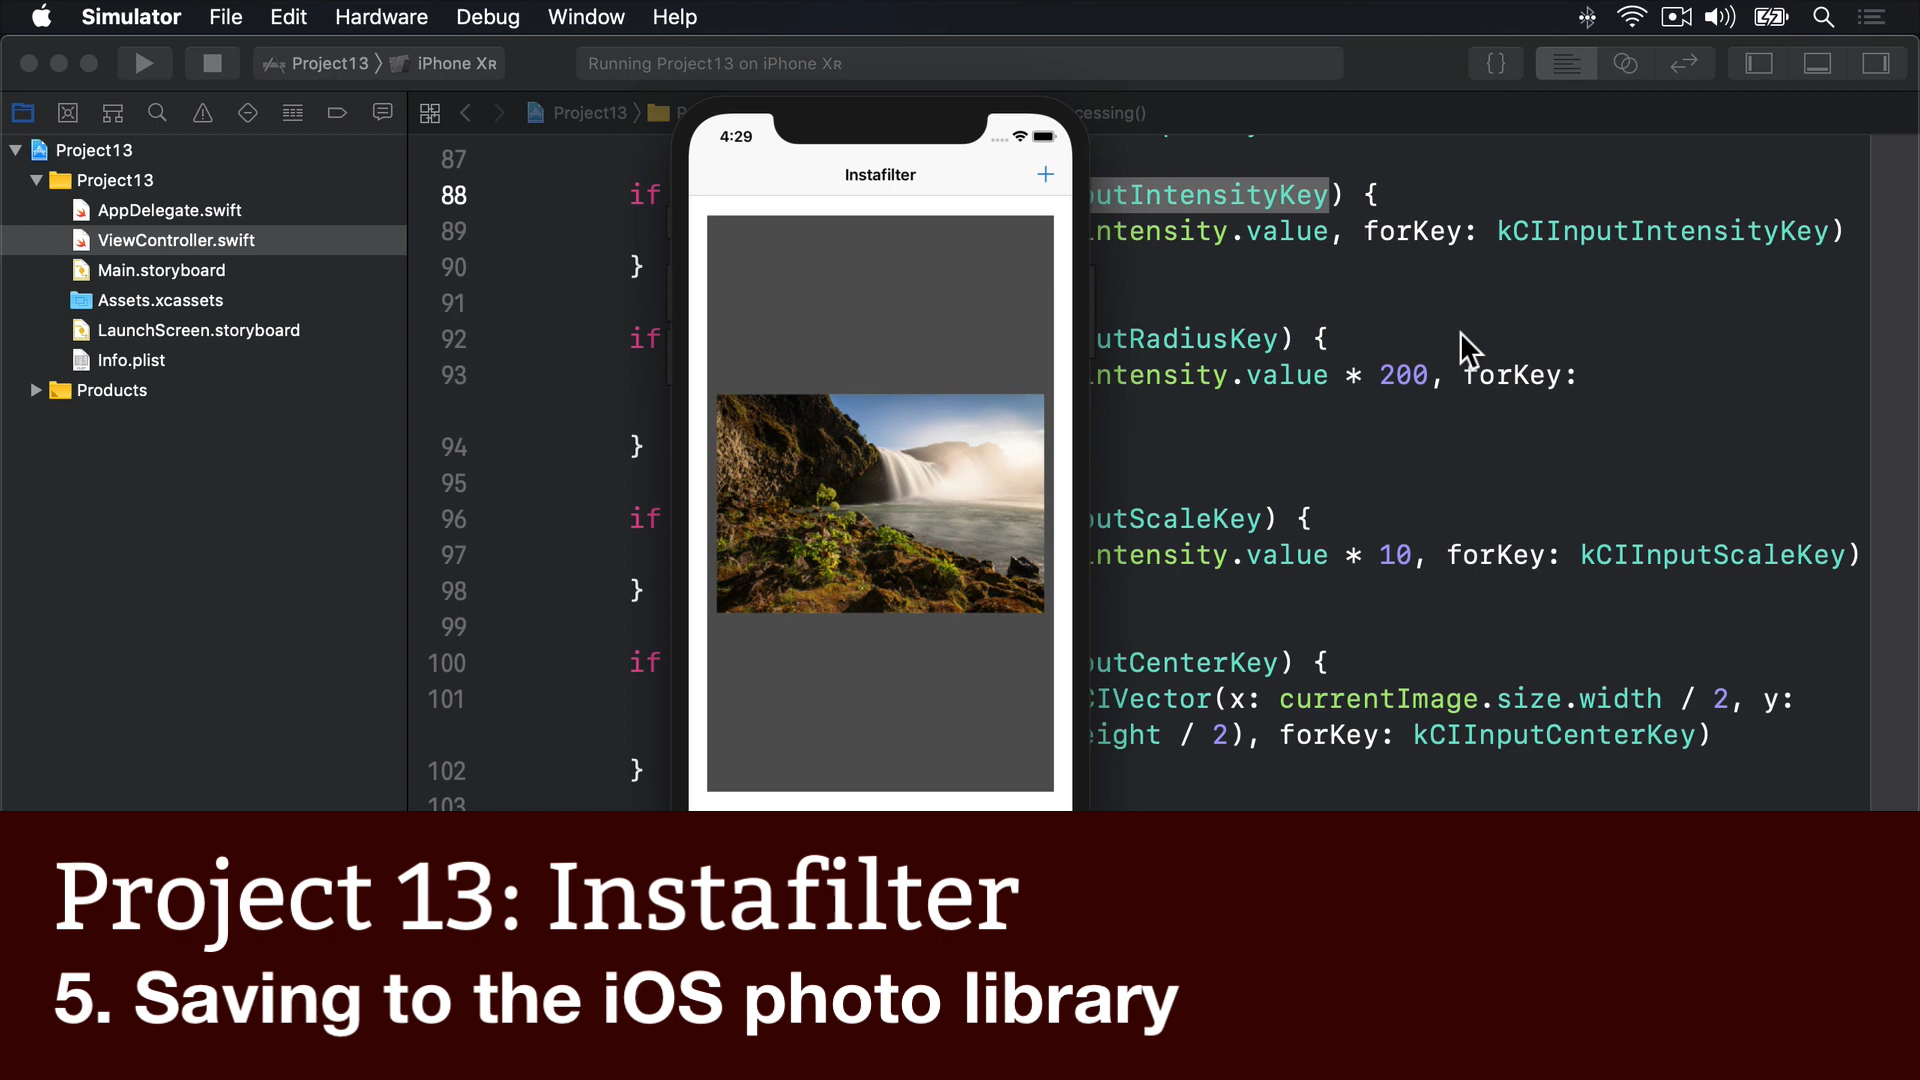 Simulator File Edit Hardware Debug Window Help
Project13 iPhone XR Running Project13 on iPhone XR
Project13
cessing()
4:29
Instafilter
Project13
Project13
AppDelegate.swift
ViewController.swift
Main.storyboard
Assets.xcassets
LaunchScreen.storyboard
Info.plist
Products
87
88 if utIntensityKey) {
89 ntensity.value, forKey: kCIInputIntensityKey)
90 }
91
92 if utRadiusKey) {
93 ntensity.value * 200, forKey:
94 }
95
96 if utScaleKey) {
97 ntensity.value * 10, forKey: kCIInputScaleKey)
98 }
99
100 if utCenterKey) {
101 CIVector(x: currentImage.size.width / 2, y:
eight / 2), forKey: kCIInputCenterKey)
102 }
103
Project 13: Instafilter
5. Saving to the iOS photo library